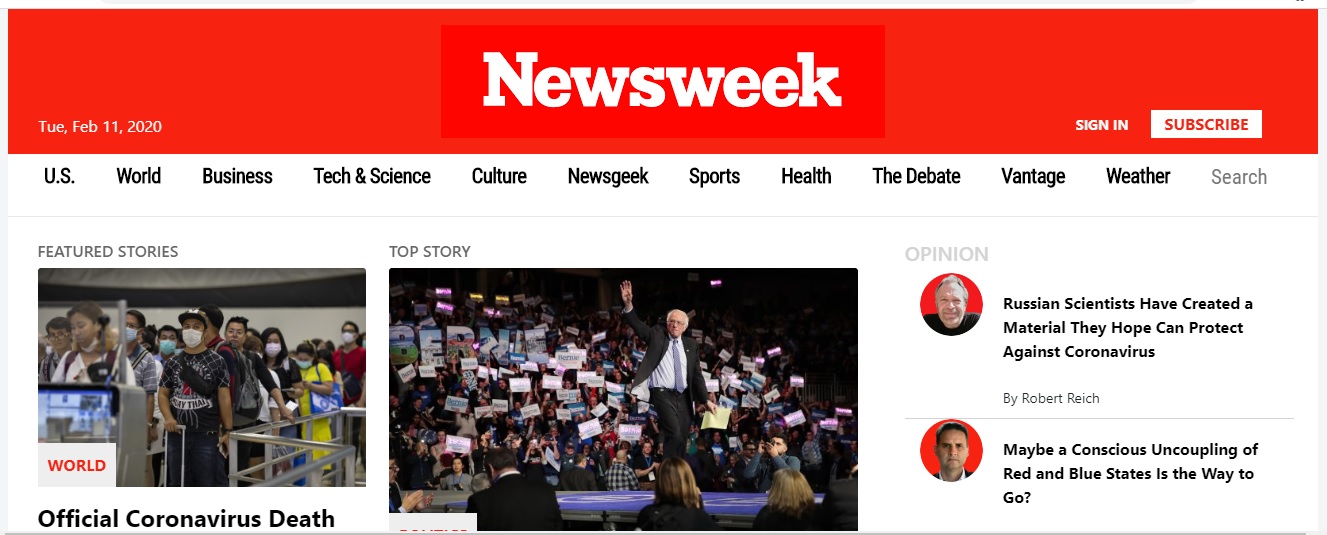 Newsweek
Tue, Feb 11, 2020
SIGN IN
SUBSCRIBE
U.S.
World
Business
Tech & Science
Culture
Newsgeek
Sports
Health
The Debate
Vantage
Weather
Search
FEATURED STORIES
WORLD
Official Coronavirus Death
TOP STORY
Bernie
OPINION
Russian Scientists Have Created a
Material They Hope Can Protect
Against Coronavirus
By Robert Reich
Maybe a Conscious Uncoupling of
Red and Blue States Is the Way to
Go?